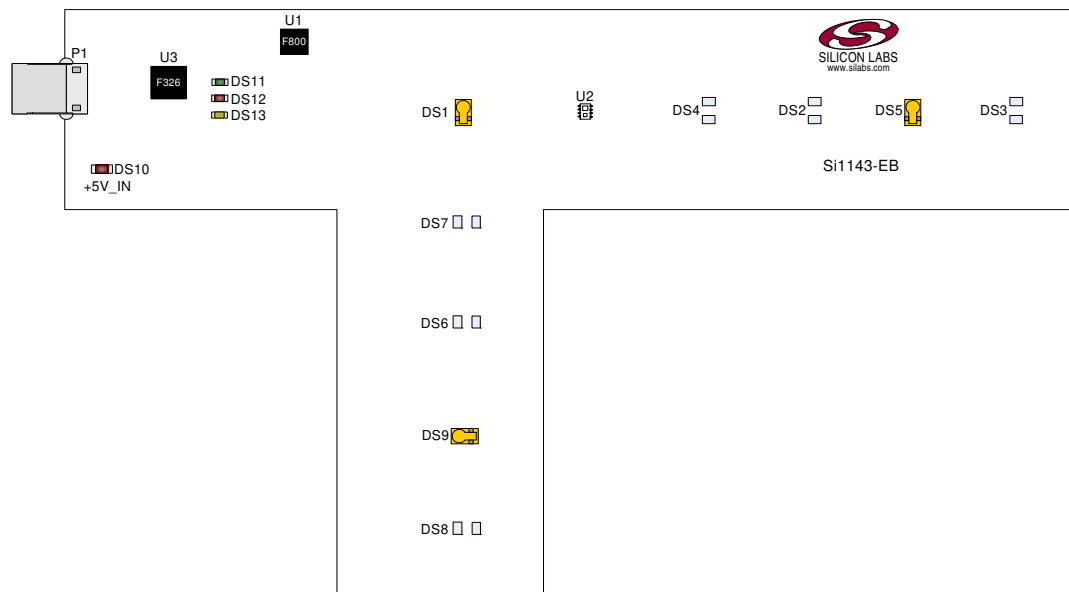 U1
F800
P1
U3
F326
SILICON LABS
www.silabs.com
DS11
DS12
DS13
DS1
U2
DS4
DS2
DS5
DS3
DS10
+5V_IN
Si1143-EB
DS7
DS6
DS9
DS8